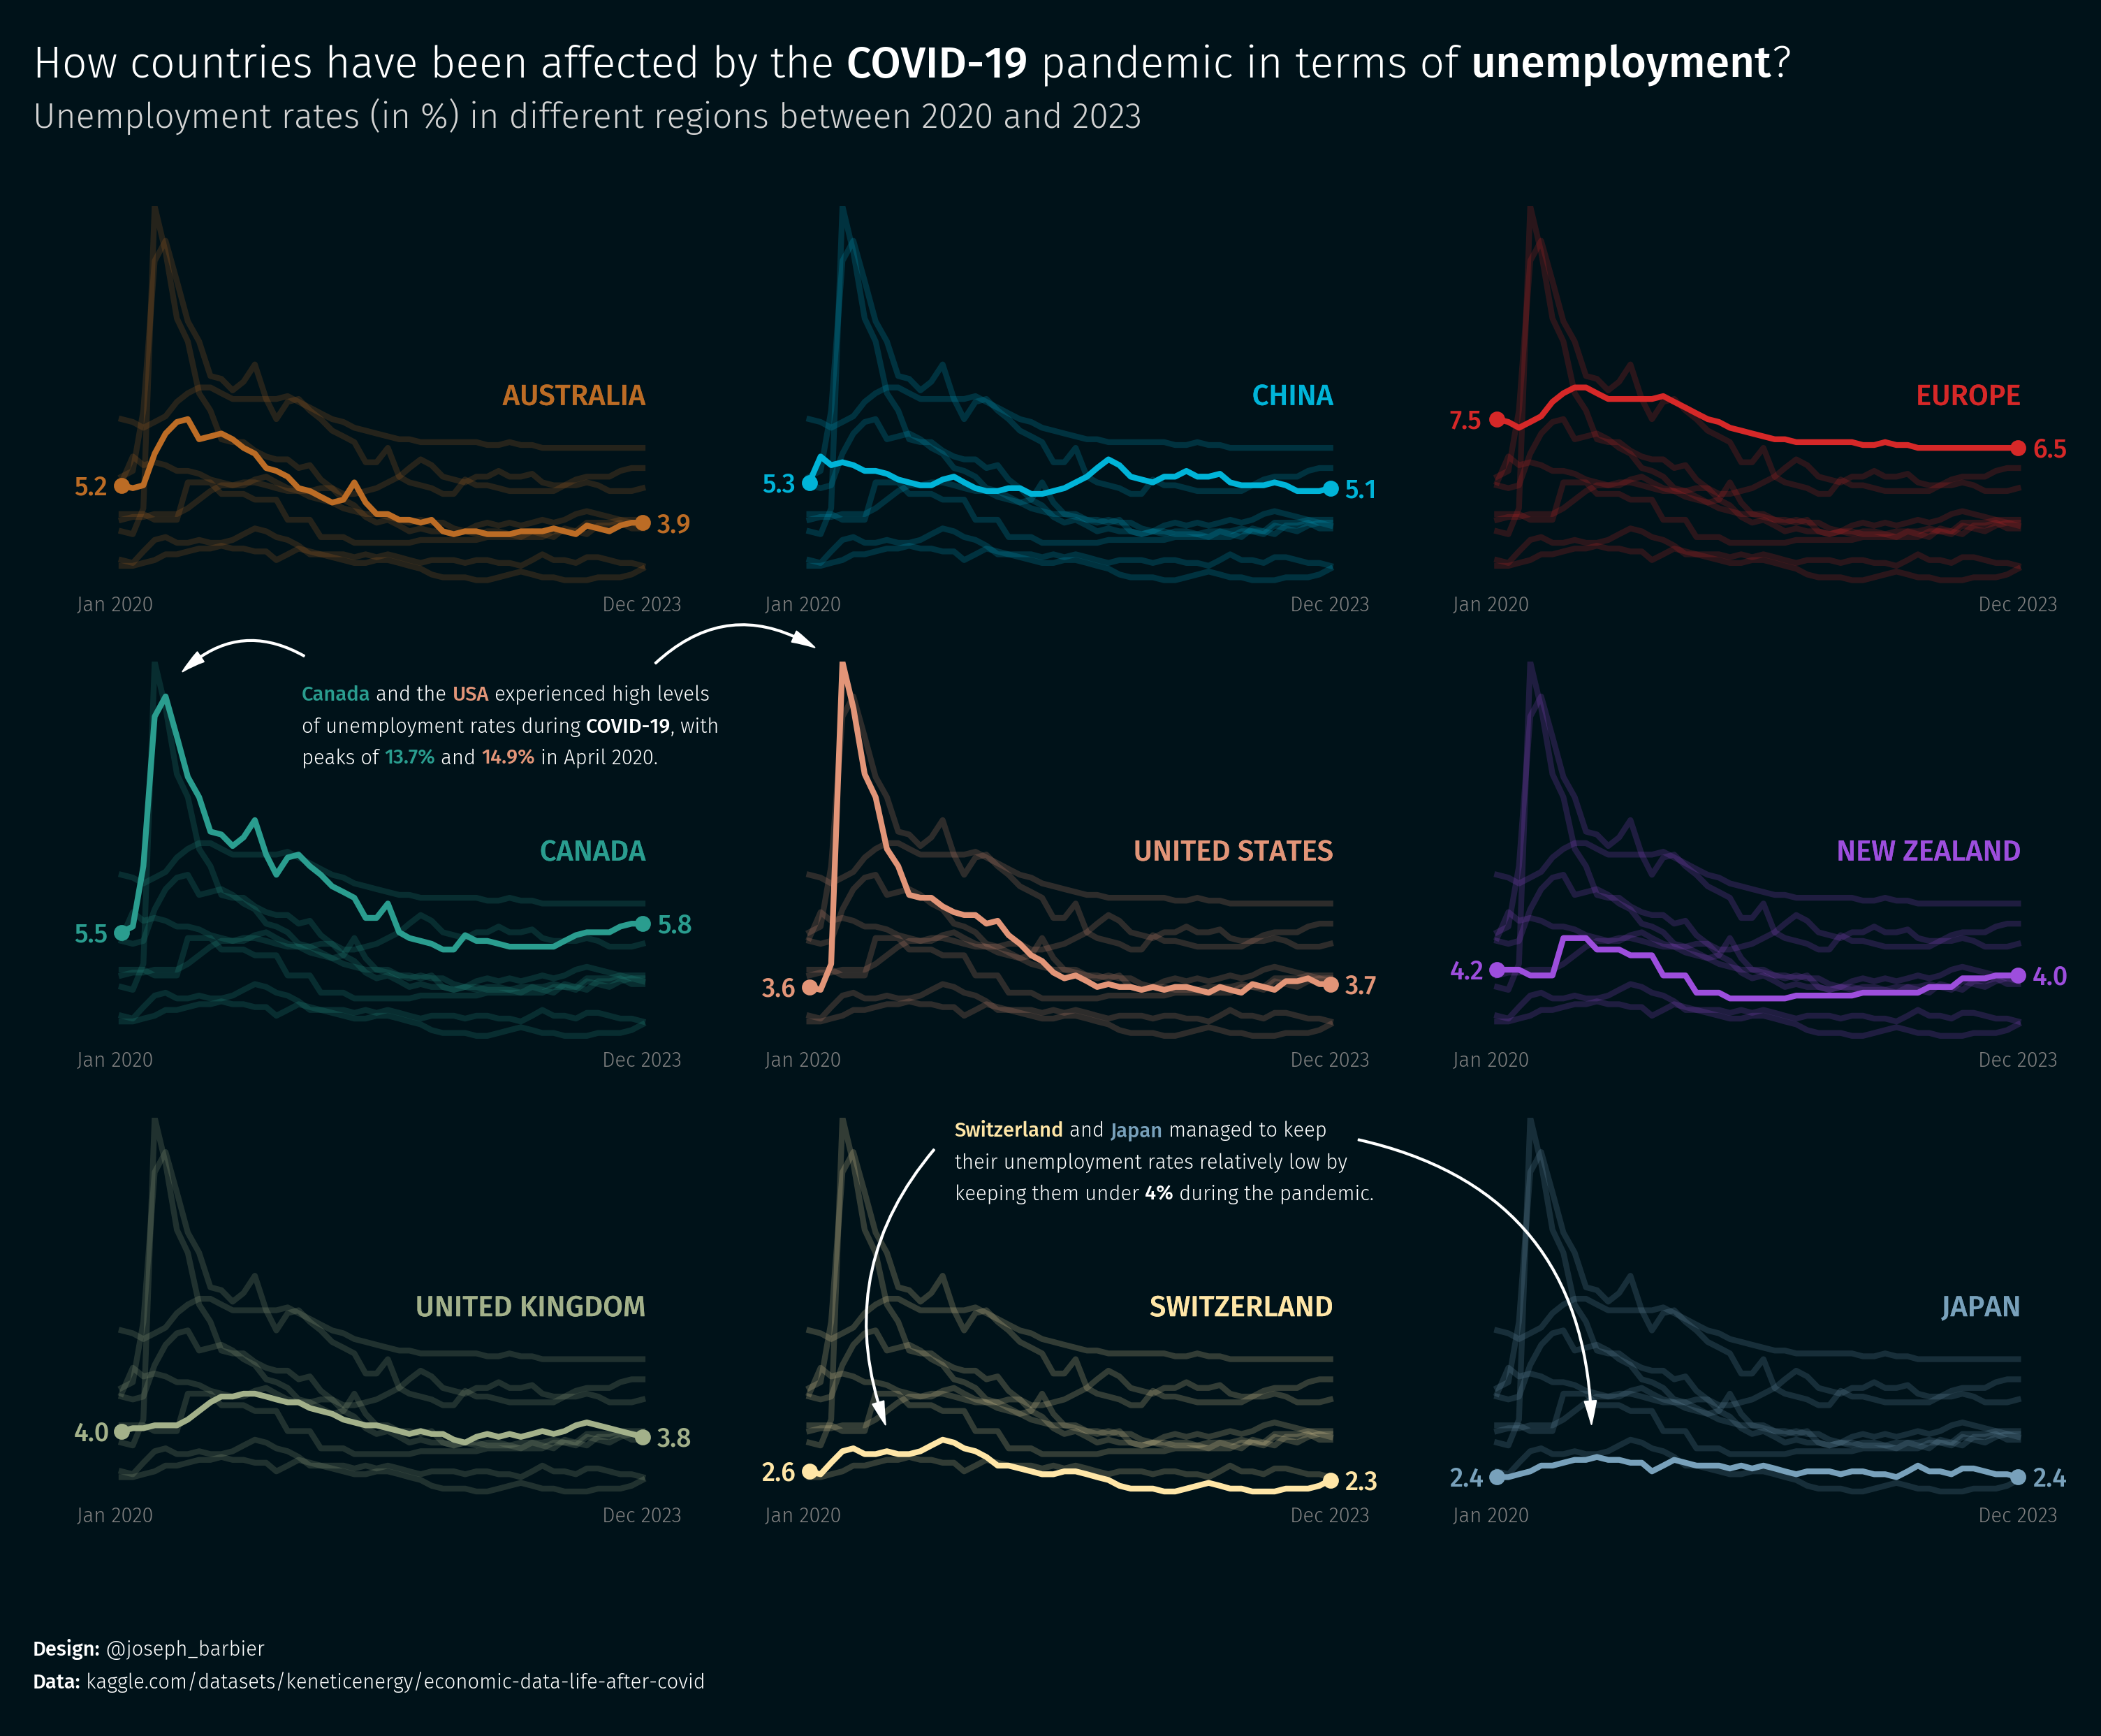 How countries have been affected by the COVID-19 pandemic in terms of unemployment?
Unemployment rates (in %) in different regions between 2020 and 2023
AUSTRALIA
5.2
3.9
Jan 2020
Dec 2023
CHINA
5.3
5.1
Jan 2020
Dec 2023
EUROPE
7.5
6.5
Jan 2020
Dec 2023
Canada and the USA experienced high levels
of unemployment rates during COVID-19, with
peaks of 13.7% and 14.9% in April 2020.
CANADA
5.5
5.8
Jan 2020
Dec 2023
UNITED STATES
3.6
3.7
Jan 2020
Dec 2023
NEW ZEALAND
4.2
4.0
Jan 2020
Dec 2023
Switzerland and Japan managed to keep
their unemployment rates relatively low by
keeping them under 4% during the pandemic.
UNITED KINGDOM
4.0
3.8
Jan 2020
Dec 2023
SWITZERLAND
2.6
2.3
Jan 2020
Dec 2023
JAPAN
2.4
2.4
Jan 2020
Dec 2023
Design: @joseph_barbier
Data: kaggle.com/datasets/keneticenergy/economic-data-life-after-covid